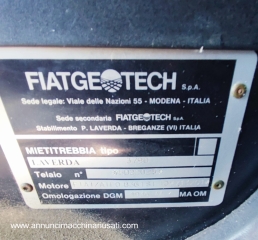 FIATGEOTECH S.p.A.
Sede legale: Viale delle Nazioni 55 - MODENA - ITALIA
Sede secondaria FIATGEOTECH S.p.A.
Stabilimento P. LAVERDA - BREGANZE (VI) ITALIA
MIETITREBBIA tipo
LAVERDA
Telaio n°
Motore
Omologazione DGM MA OM
www.annuncimacchinariusati.com